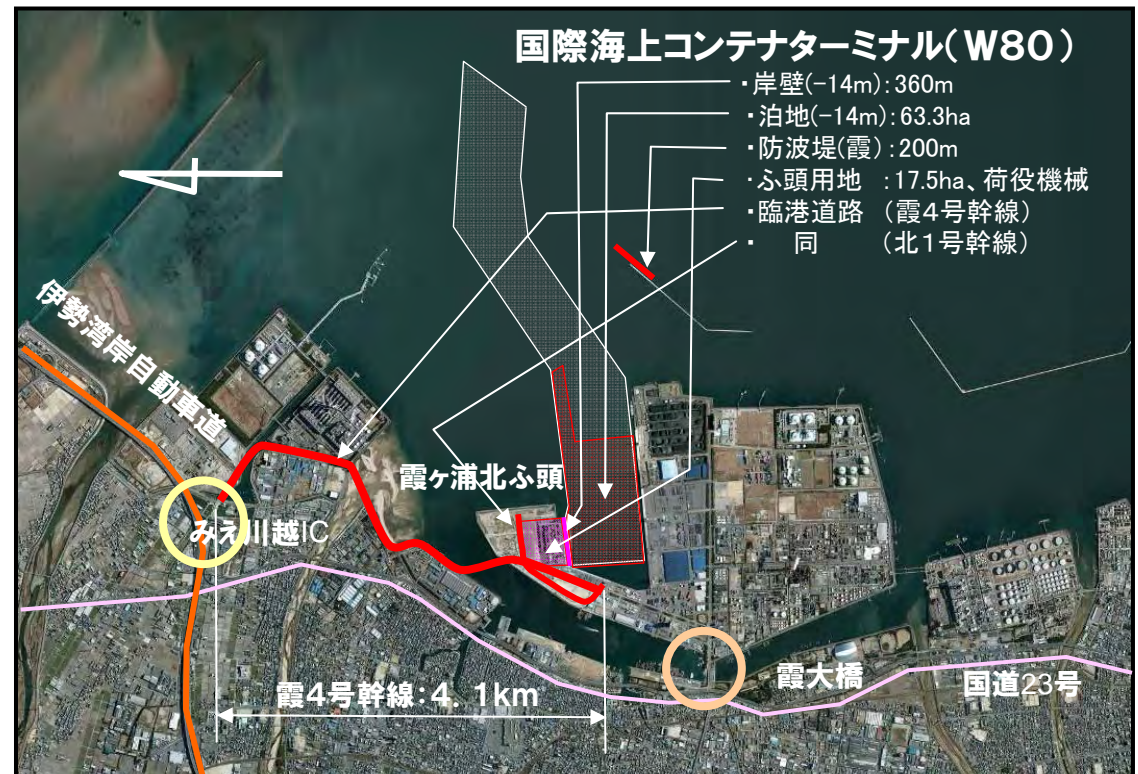 国際海上コンテナターミナル(W80)
・岸壁(-14m):360m
・泊地(-14m):63.3ha
・防波堤(霞):200m
・ふ頭用地 :17.5ha、荷役機械
・臨港道路 (霞4号幹線)
・ 同 (北1号幹線)
伊勢湾岸自動車道
霞ヶ浦北ふ頭
みえ川越IC
霞大橋
国道23号
霞4号幹線:4.1km